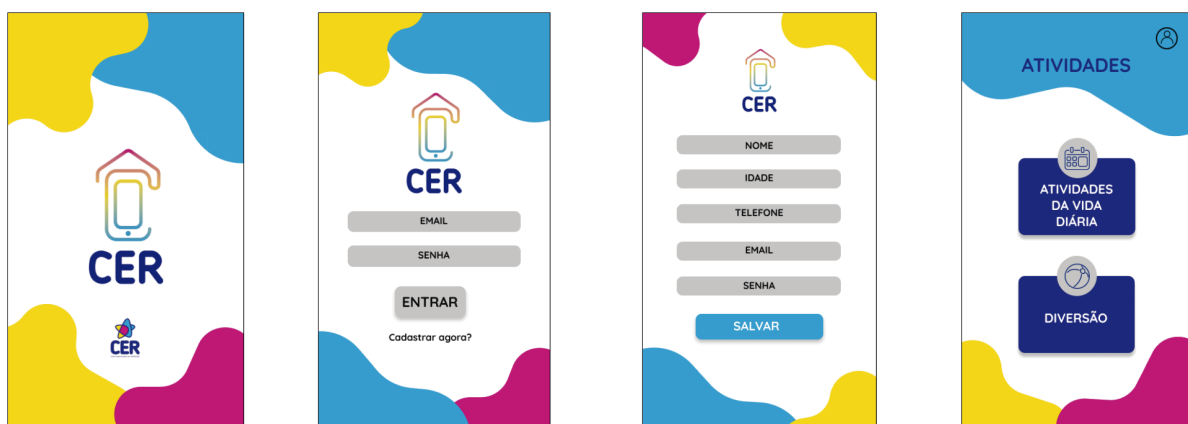 CER
CER
CER
EMAIL
SENHA
ENTRAR
Cadastrar agora?
CER
NOME
IDADE
TELEFONE
EMAIL
SENHA
SALVAR
ATIVIDADES
ATIVIDADES
DA VIDA
DIÁRIA
DIVERSÃO